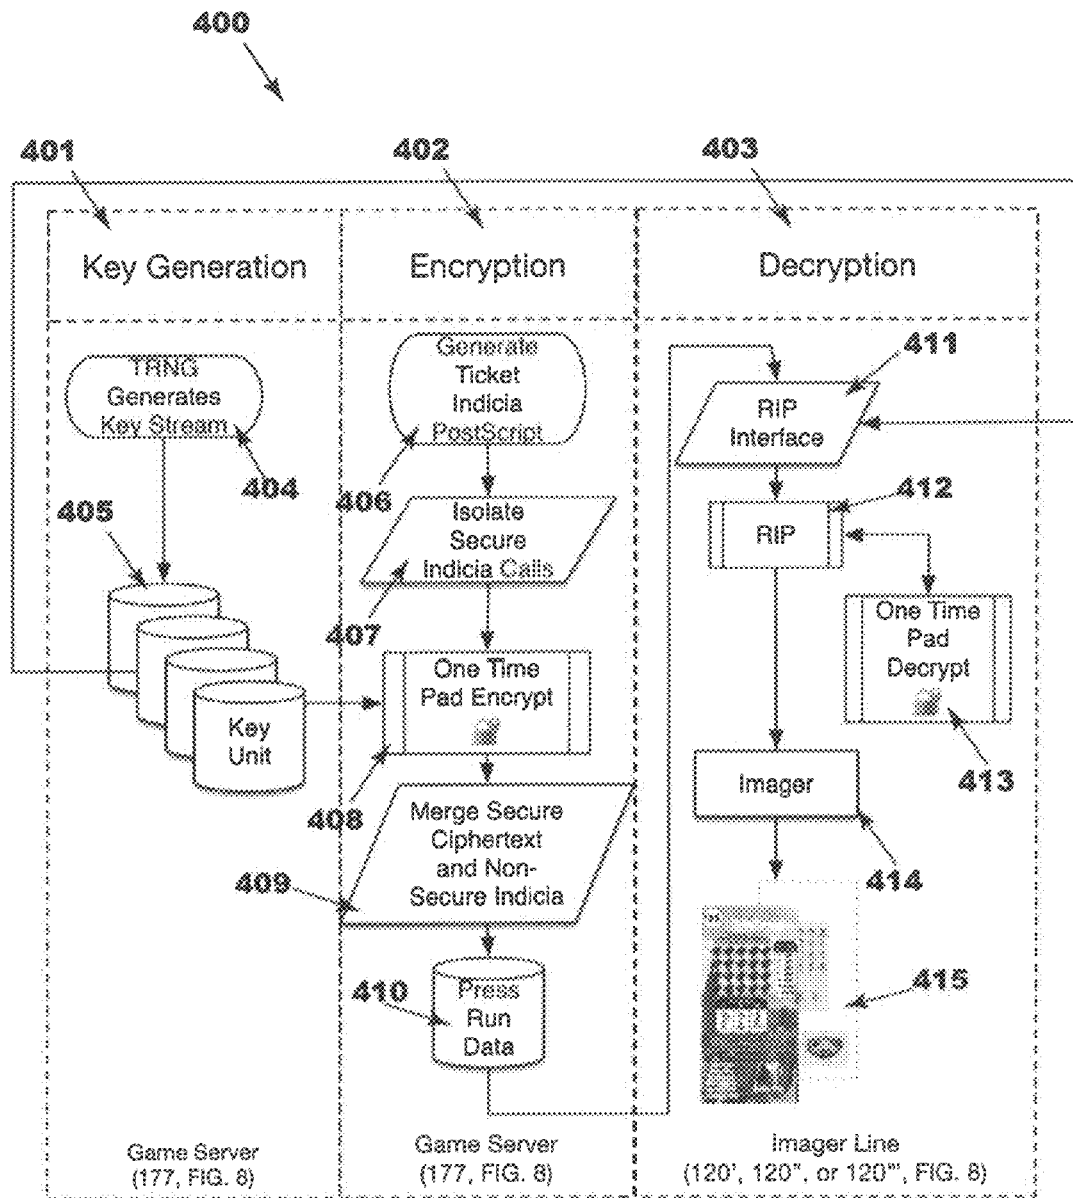 400
401
402
403
Key Generation
Encryption
Decryption
TRNG
Generates
Key Stream
404
405
Key
Unit
Generate
Ticket
Indicia
PostScript
406
Isolate
Secure
Indicia Calls
407
One Time
Pad Encrypt
408
Merge Secure
Ciphertext
and Non-
Secure Indicia
409
Press
Run
Data
410
RIP
Interface
411
RIP
412
One Time
Pad
Decrypt
413
Imager
414
415
Game Server
(177, FIG. 8)
Game Server
(177, FIG. 8)
Imager Line
(120', 120", or 120"', FIG. 8)